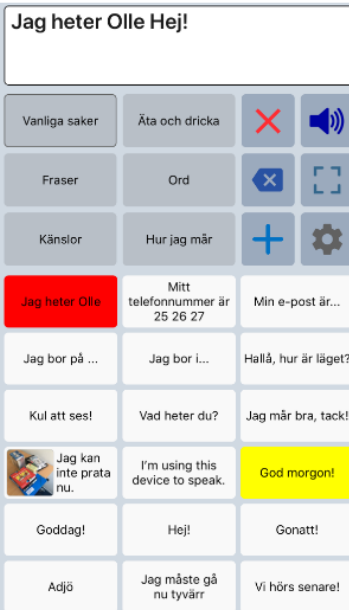 Jag heter Olle Hej!
Vanliga saker
Äta och dricka
Fraser
Ord
Känslor
Hur jag mår
Jag heter Olle
Mitt
telefonnummer är
25 26 27
Min e-post är...
Jag bor på ...
Jag bor i...
Hallå, hur är läget?
Kul att ses!
Vad heter du?
Jag mår bra, tack!
Jag kan
inte prata
nu.
I'm using this
device to speak.
God morgon!
Goddag!
Hej!
Gonatt!
Adjö
Jag måste gå
nu tyvärr
Vi hörs senare!